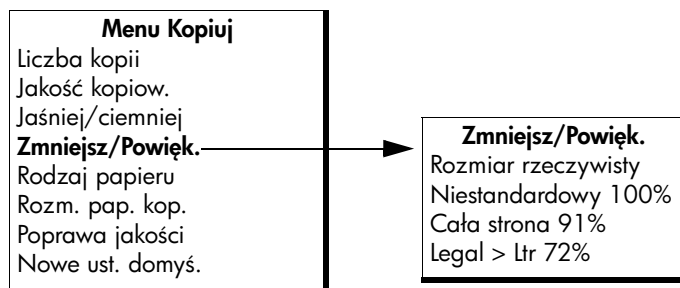 Menu Kopiuj
Liczba kopii
Jakość kopiow.
Jaśniej/ciemniej
Zmniejsz/Powięk.
Rodzaj papieru
Rozm. pap. kop.
Poprawa jakości
Nowe ust. domyś.
Zmniejsz/Powięk.
Rozmiar rzeczywisty
Niestandardowy 100%
Cała strona 91%
Legal > Ltr 72%